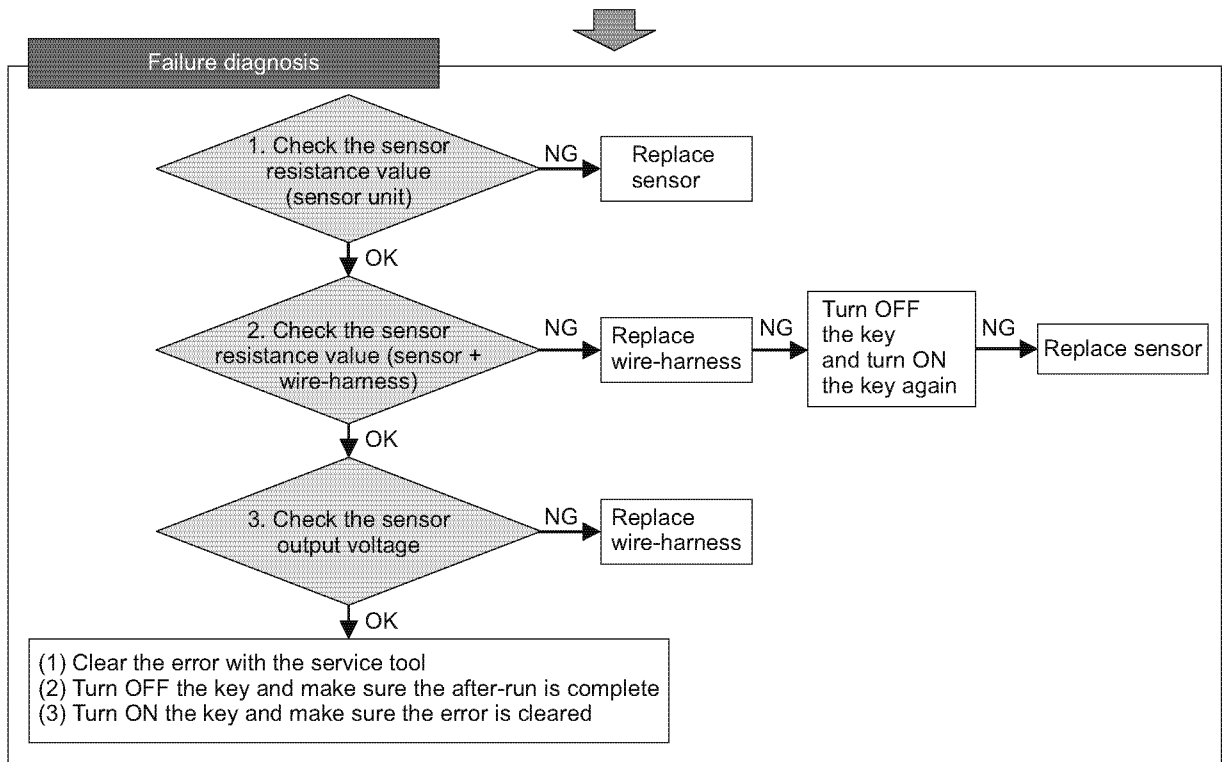 Failure diagnosis
1. Check the sensor
resistance value
(sensor unit)
NG
Replace
sensor
OK
2. Check the sensor
resistance value (sensor +
wire-harness)
NG
Replace
wire-harness
NG
Turn OFF
the key
and turn ON
the key again
NG
Replace sensor
OK
3. Check the sensor
output voltage
NG
Replace
wire-harness
OK
(1) Clear the error with the service tool
(2) Turn OFF the key and make sure the after-run is complete
(3) Turn ON the key and make sure the error is cleared